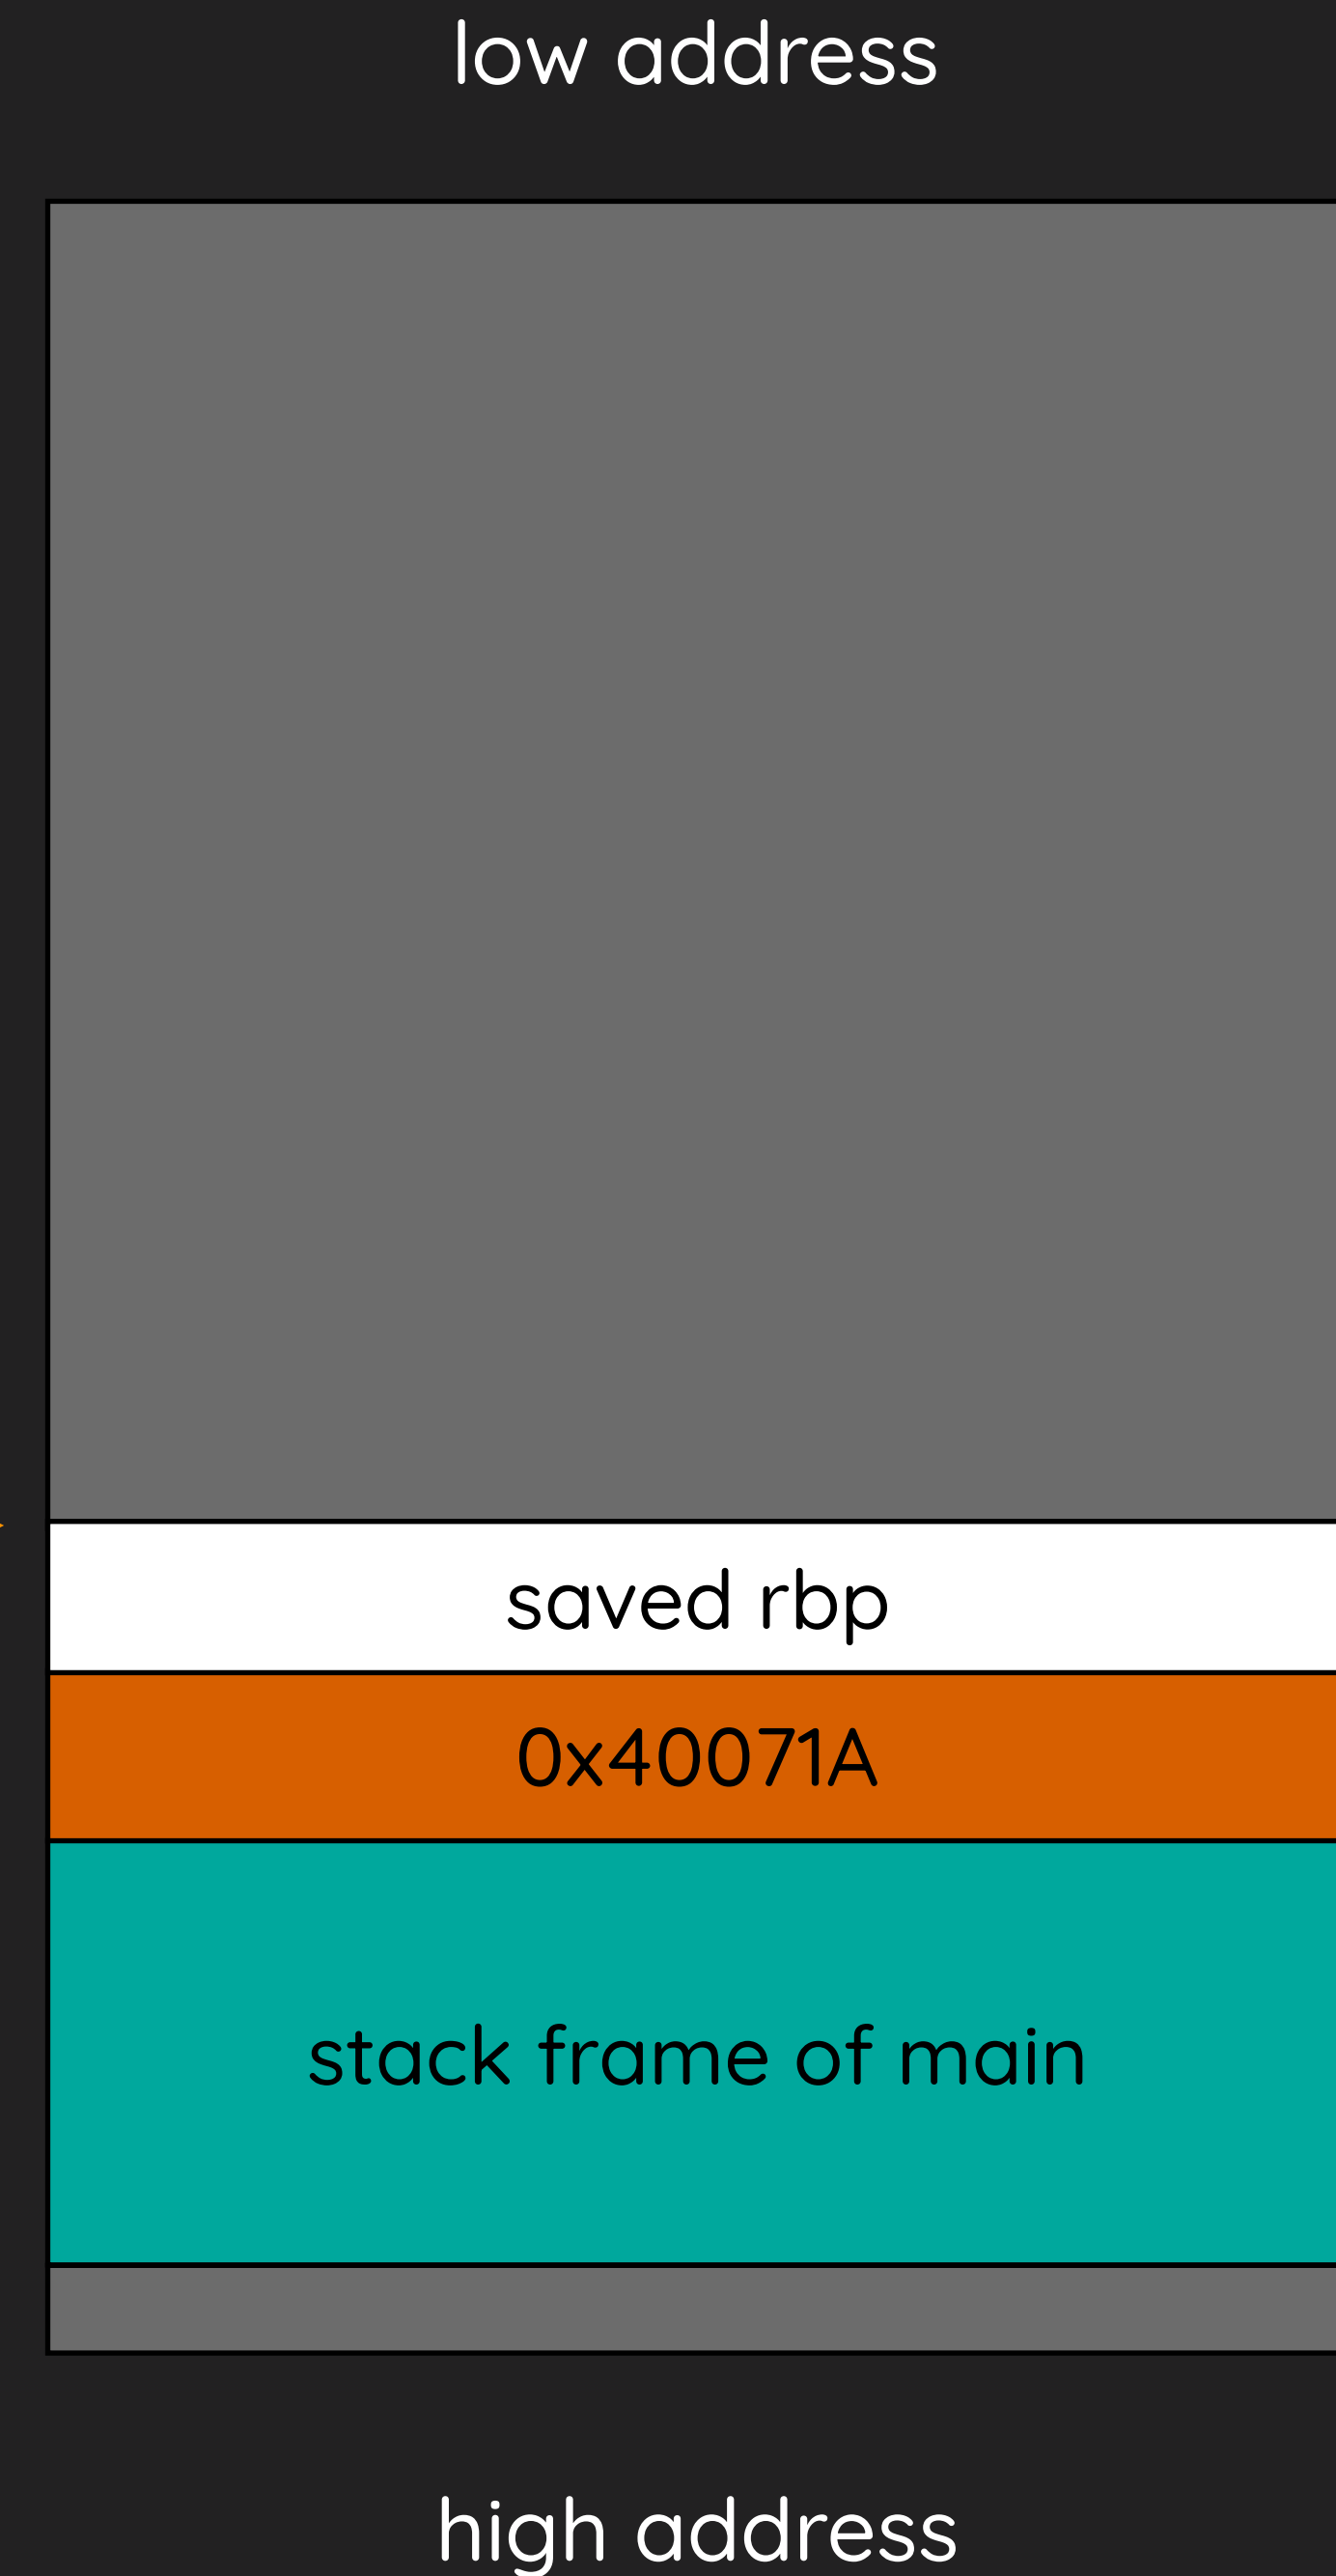 low address
saved rbp
0x40071A
stack frame of main
high address